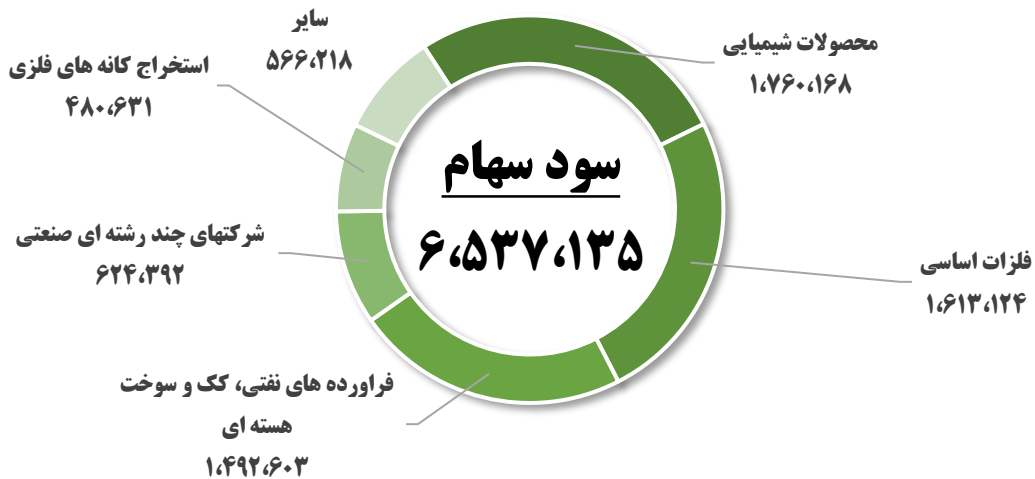 سایر
۵۶۶،۲۱۸
محصولات شیمیایی
۱،۷۶۰،۱۶۸
استخراج کانه های فلزی
۴۸۰،۶۳۱
سود سهام
۶،۵۳۷،۱۳۵
شرکتهای چند رشته ای صنعتی
۶۲۴،۳۹۲
فلزات اساسی
۱،۶۱۳،۱۲۴
فراورده های نفتی، کک و سوخت
هسته ای
۱،۴۹۲،۶۰۳